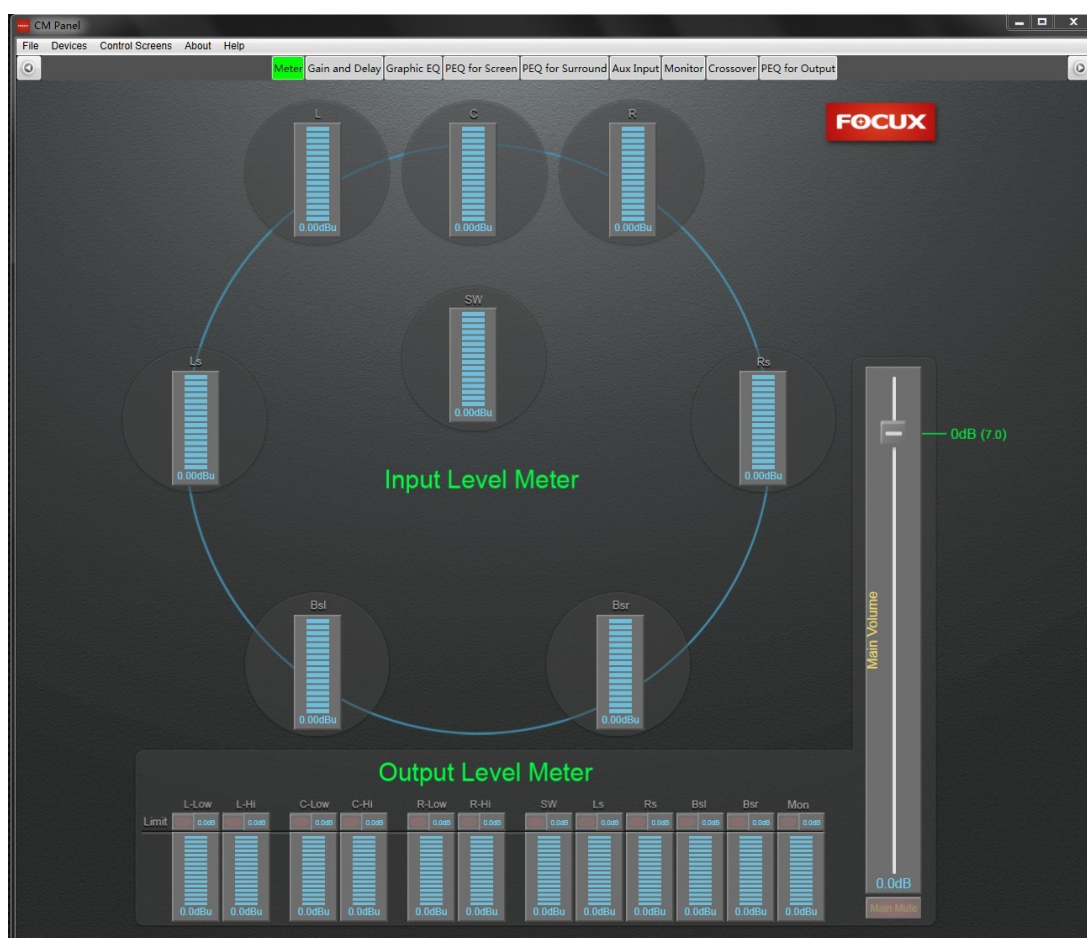 FOCUX CM Panel
File Devices Control Screens About Help
Meter Gain and Delay Graphic EQ PEQ for Screen PEQ for Surround Aux Input Monitor Crossover PEQ for Output
FOCUX
L C R
0.00dBu 0.00dBu 0.00dBu
SW
0.00dBu
Ls Rs
0.00dBu 0.00dBu
0dB (7.0)
Input Level Meter
Bsl Bsr
0.00dBu 0.00dBu
Main Volume
0.0dB
Main Mute
Output Level Meter
L-Low L-Hi C-Low C-Hi R-Low R-Hi SW Ls Rs Bsl Bsr Mon
Limit 0.0dB 0.0dB 0.0dB 0.0dB 0.0dB 0.0dB 0.0dB 0.0dB 0.0dB 0.0dB 0.0dB 0.0dB
0.0dBu 0.0dBu 0.0dBu 0.0dBu 0.0dBu 0.0dBu 0.0dBu 0.0dBu 0.0dBu 0.0dBu 0.0dBu 0.0dBu